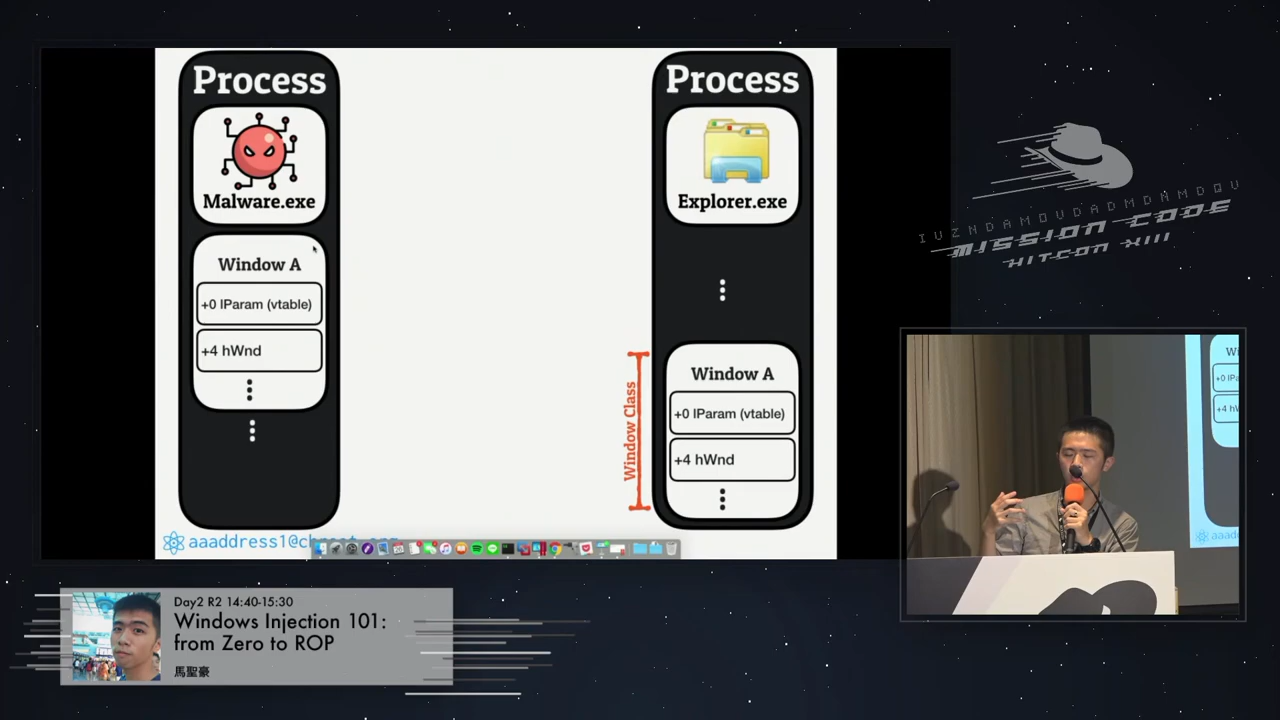 Process
Malware.exe
Window A
+0 lParam (vtable)
+4 hWnd
Process
Explorer.exe
Window Class
Window A
+0 lParam (vtable)
+4 hWnd
IVZNDAMOVDADMDNMDQV
MISSION CODE
HITCON XIII
Day2 R2 14:40-15:30
Windows Injection 101:
from Zero to ROP
馬聖豪